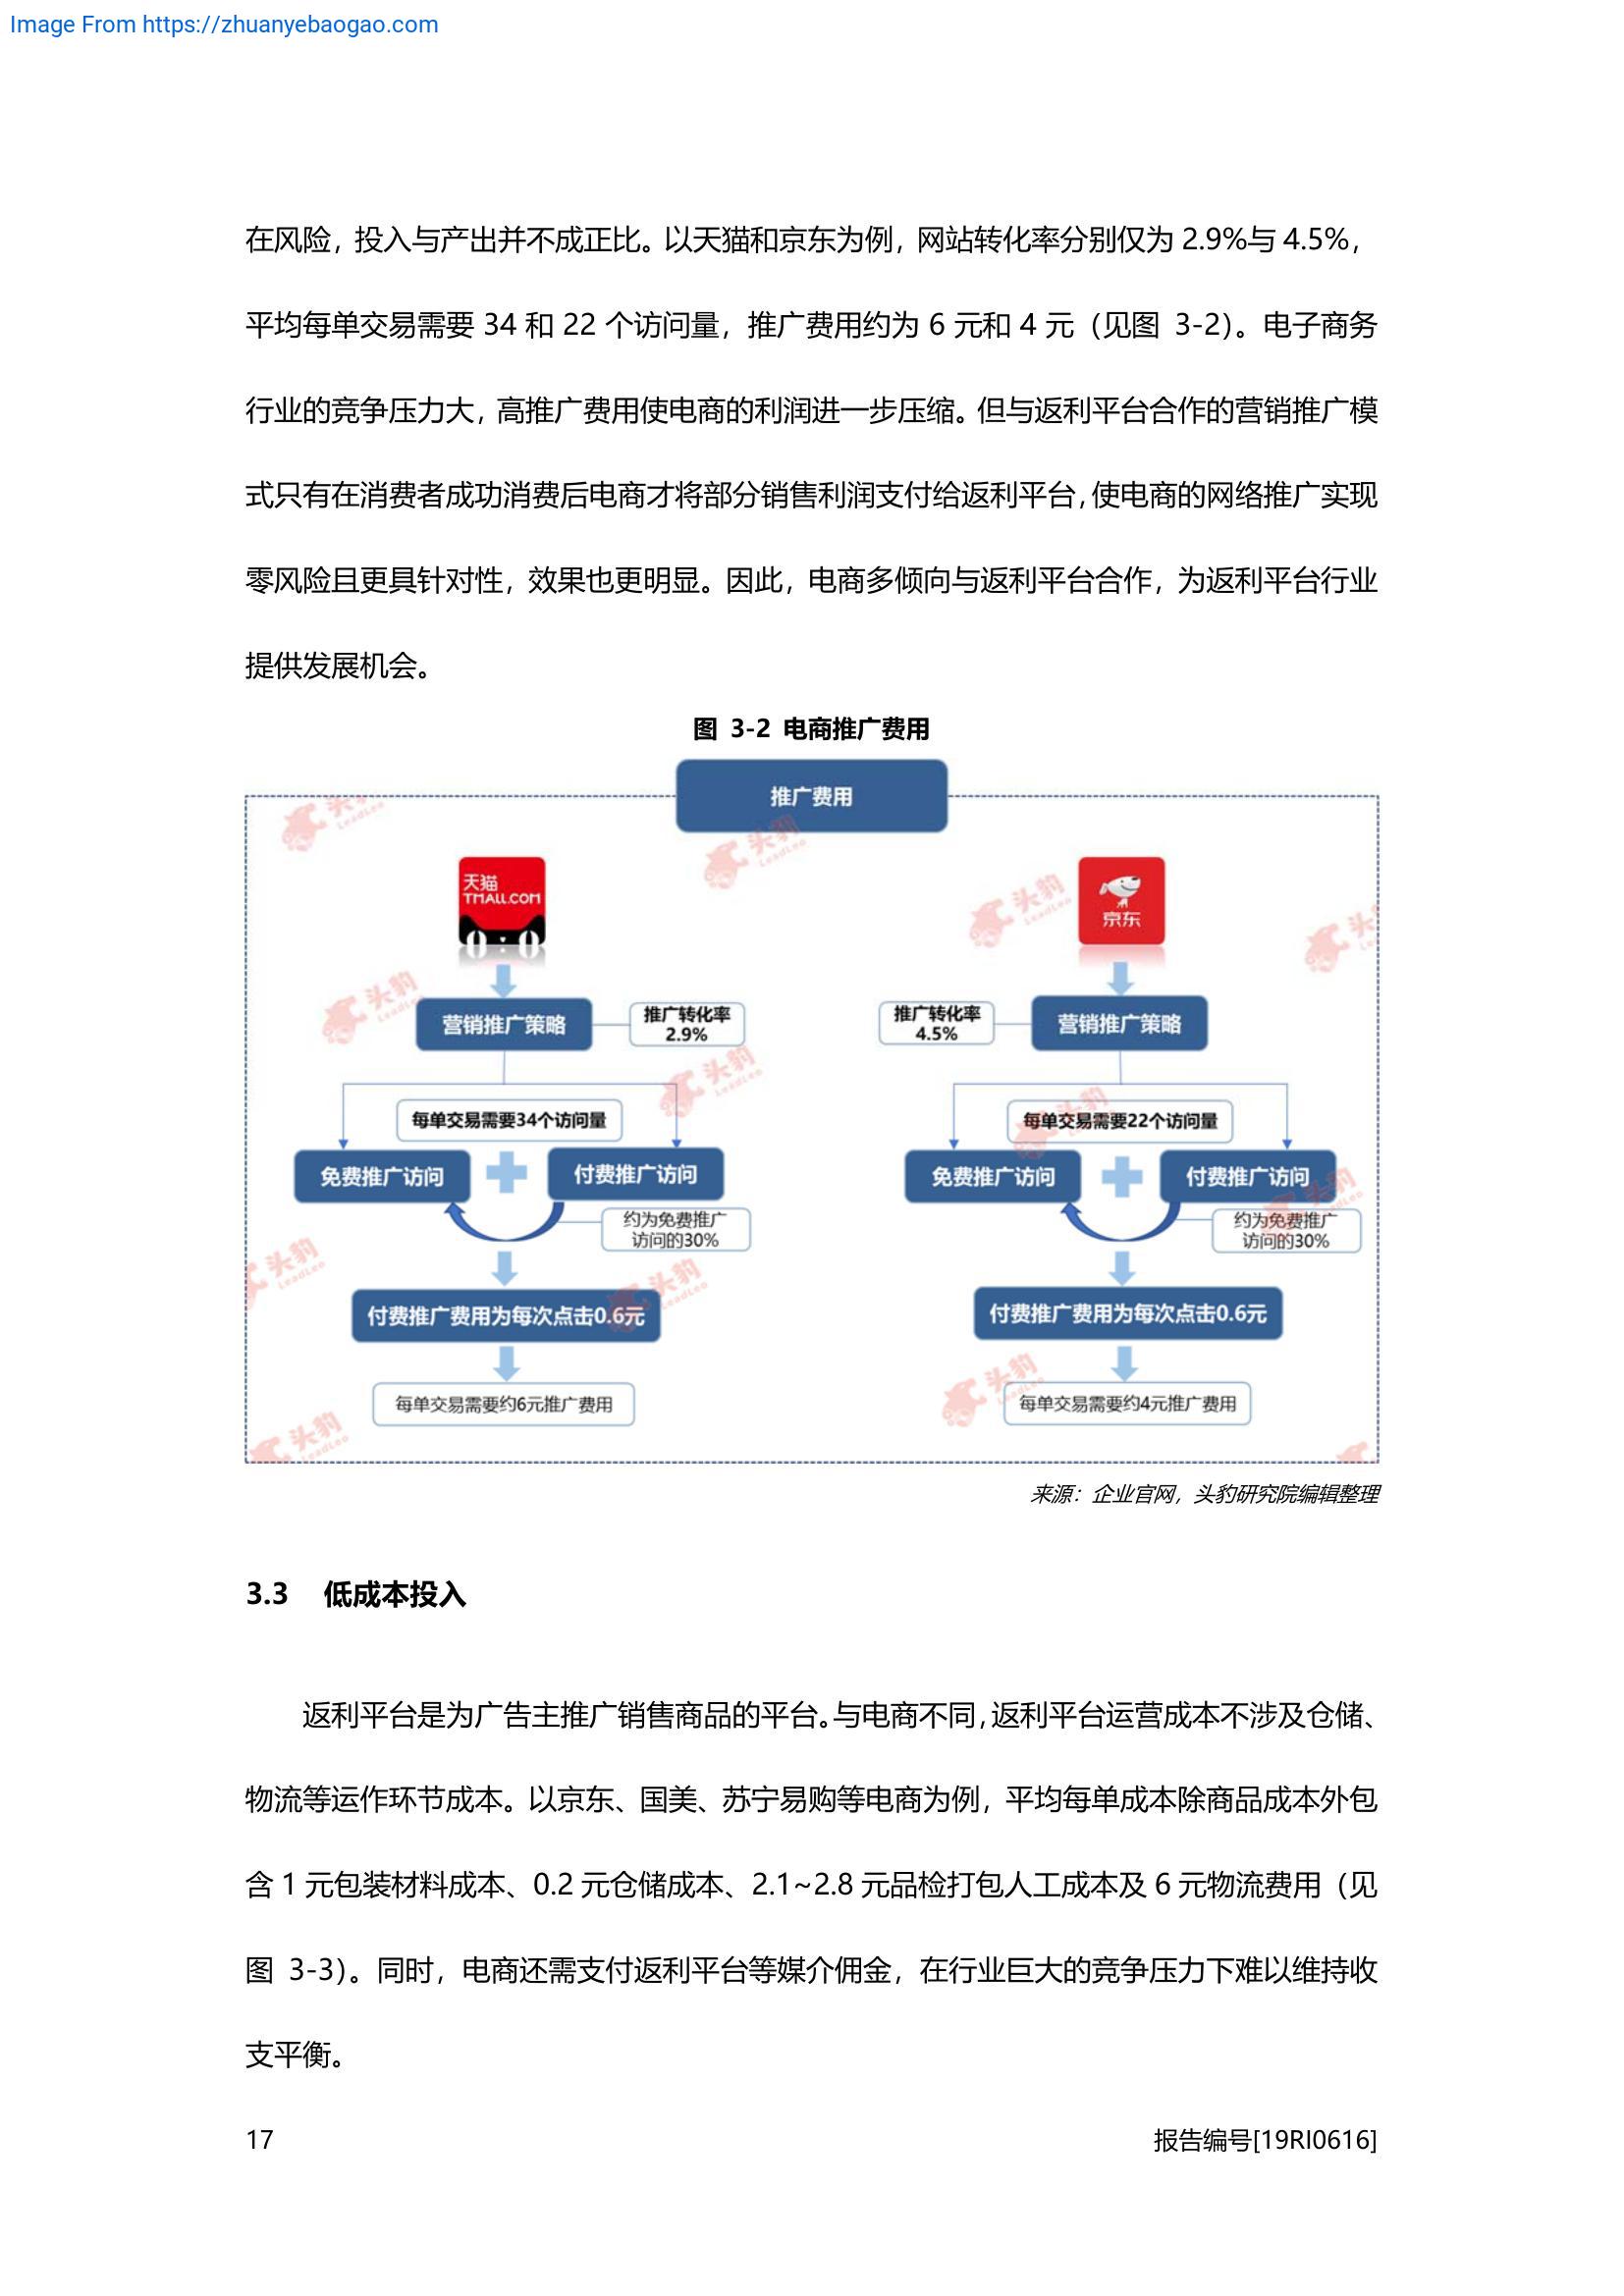 Image From https://zhuanyebaogao.com
在风险，投入与产出并不成正比。以天猫和京东为例，网站转化率分别仅为 2.9%与 4.5%，
平均每单交易需要 34 和 22 个访问量，推广费用约为 6 元和 4 元（见图 3-2）。电子商务
行业的竞争压力大，高推广费用使电商的利润进一步压缩。但与返利平台合作的营销推广模
式只有在消费者成功消费后电商才将部分销售利润支付给返利平台，使电商的网络推广实现
零风险且更具针对性，效果也更明显。因此，电商多倾向与返利平台合作，为返利平台行业
提供发展机会。
图 3-2 电商推广费用
推广费用
天猫
TMALL.COM
京东
营销推广策略
推广转化率
2.9%
推广转化率
4.5%
营销推广策略
每单交易需要34个访问量
每单交易需要22个访问量
免费推广访问
付费推广访问
免费推广访问
付费推广访问
约为免费推广
访问的30%
约为免费推广
访问的30%
付费推广费用为每次点击0.6元
付费推广费用为每次点击0.6元
每单交易需要约6元推广费用
每单交易需要约4元推广费用
头豹
LeadLeo
来源：企业官网，头豹研究院编辑整理
3.3 低成本投入
返利平台是为广告主推广销售商品的平台。与电商不同，返利平台运营成本不涉及仓储、
物流等运作环节成本。以京东、国美、苏宁易购等电商为例，平均每单成本除商品成本外包
含 1 元包装材料成本、0.2 元仓储成本、2.1~2.8 元品检打包人工成本及 6 元物流费用（见
图 3-3）。同时，电商还需支付返利平台等媒介佣金，在行业巨大的竞争压力下难以维持收
支平衡。
17
报告编号[19RI0616]